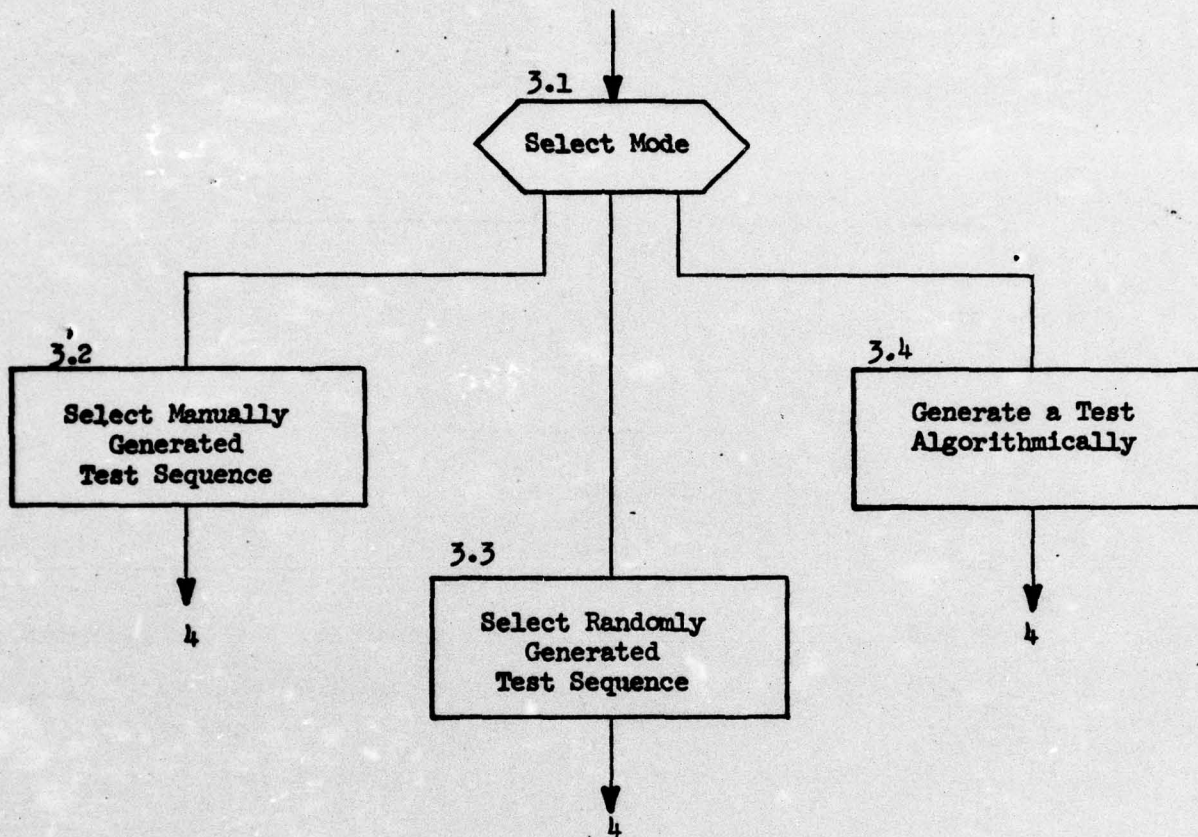 3.1
Select Mode
3.2
Select Manually
Generated
Test Sequence
4
3.4
Generate a Test
Algorithmically
4
3.3
Select Randomly
Generated
Test Sequence
4